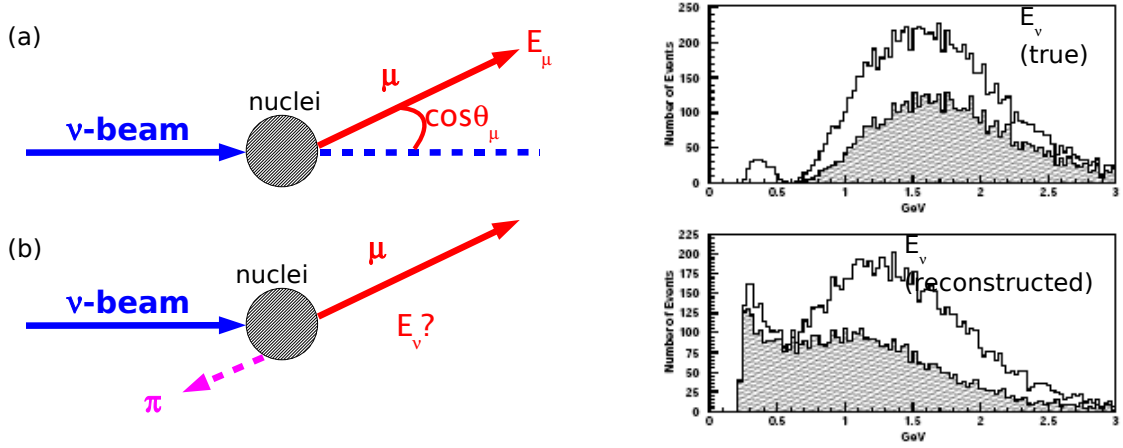 (a)
E_μ
μ
nuclei
cosθ_μ
ν-beam
(b)
μ
nuclei
ν-beam
E_ν?
π
E_ν
(true)
Number of Events
250
200
150
100
50
0
0 0.5 1 1.5 2 2.5 3
GeV
E_ν
(reconstructed)
Number of Events
225
200
175
150
125
100
75
50
25
0
0 0.5 1 1.5 2 2.5 3
GeV